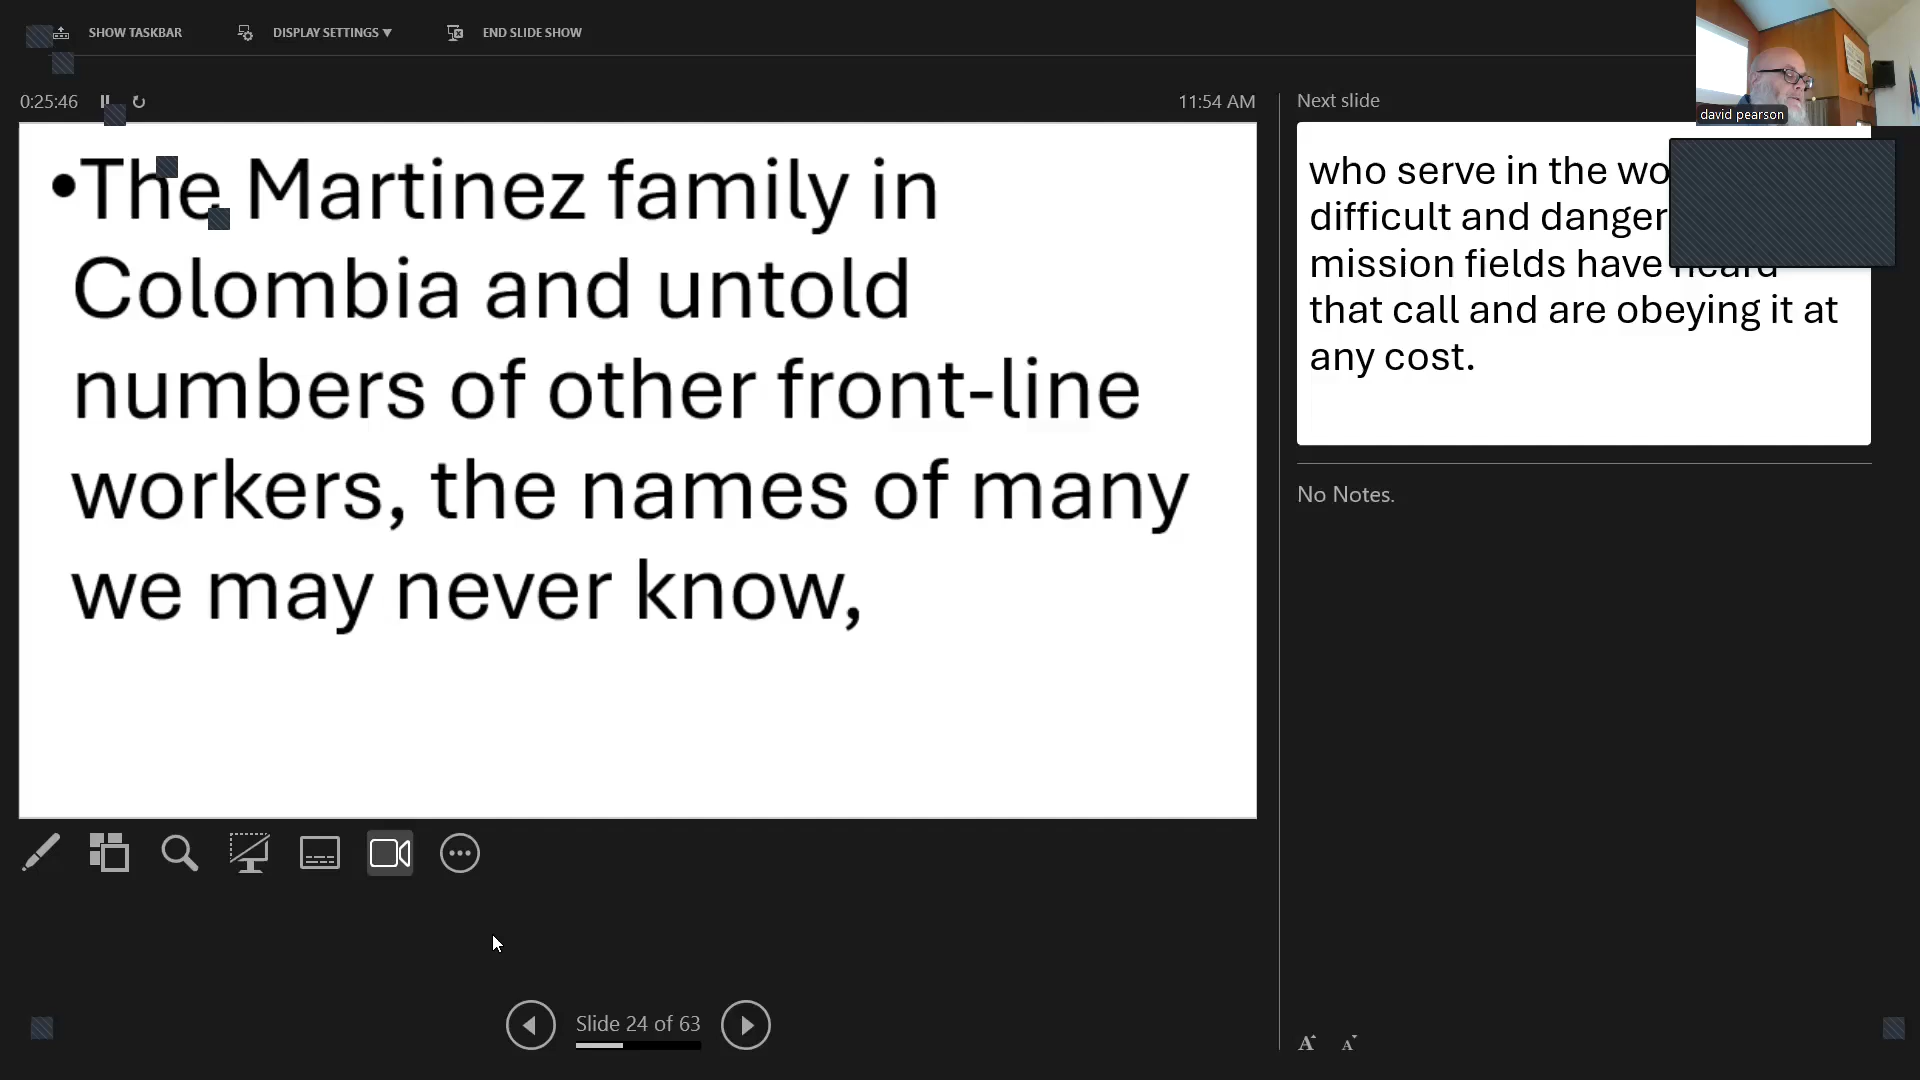 SHOW TASKBAR
DISPLAY SETTINGS ▼
END SLIDE SHOW
0:25:46
11:54 AM
•The Martinez family in
Colombia and untold
numbers of other front-line
workers, the names of many
we may never know,
Slide 24 of 63
Next slide
david pearson
who serve in the
difficult and
mission fields have heard
that call and are obeying it at
any cost.
No Notes.
A
A